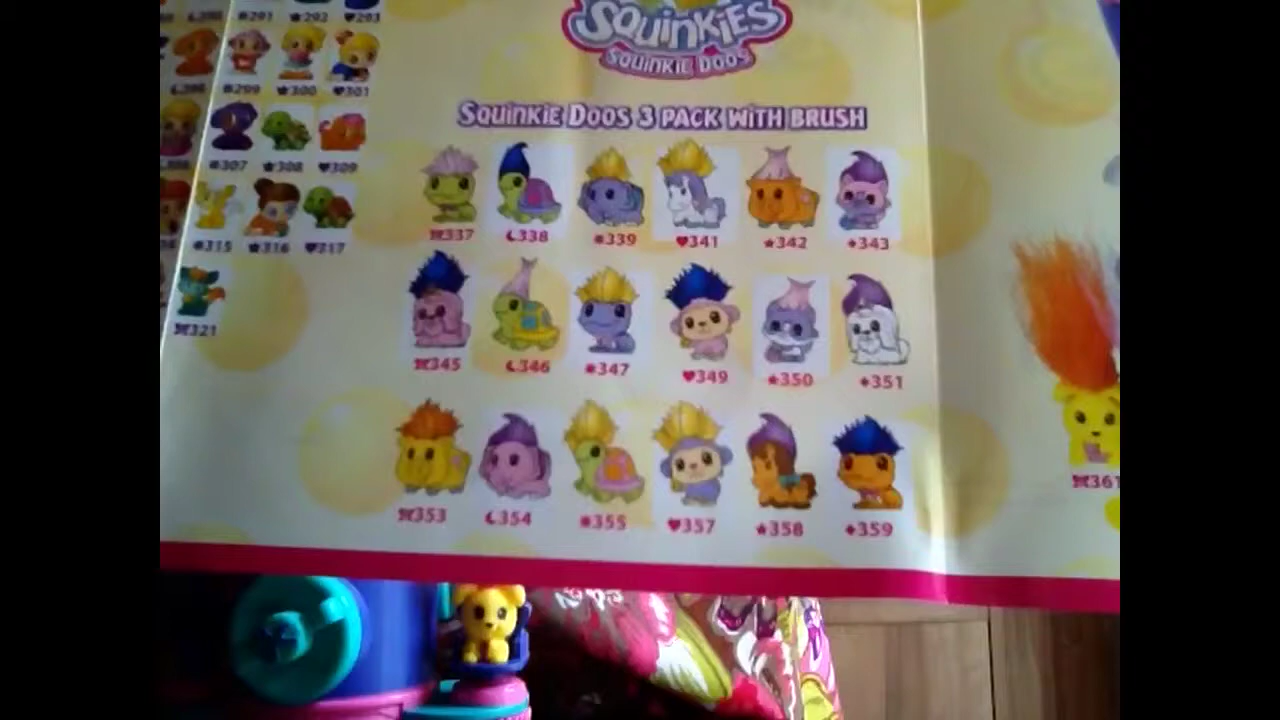 SQUINKIES
SQUINKIE DOOS
SQUINKIE DOOS 3 PACK WITH BRUSH
291 292 293
299 300 301
307 308 309
315 316 317
321
337 338 339 341 342 343
345 346 347 349 350 351
353 354 355 357 358 359
361